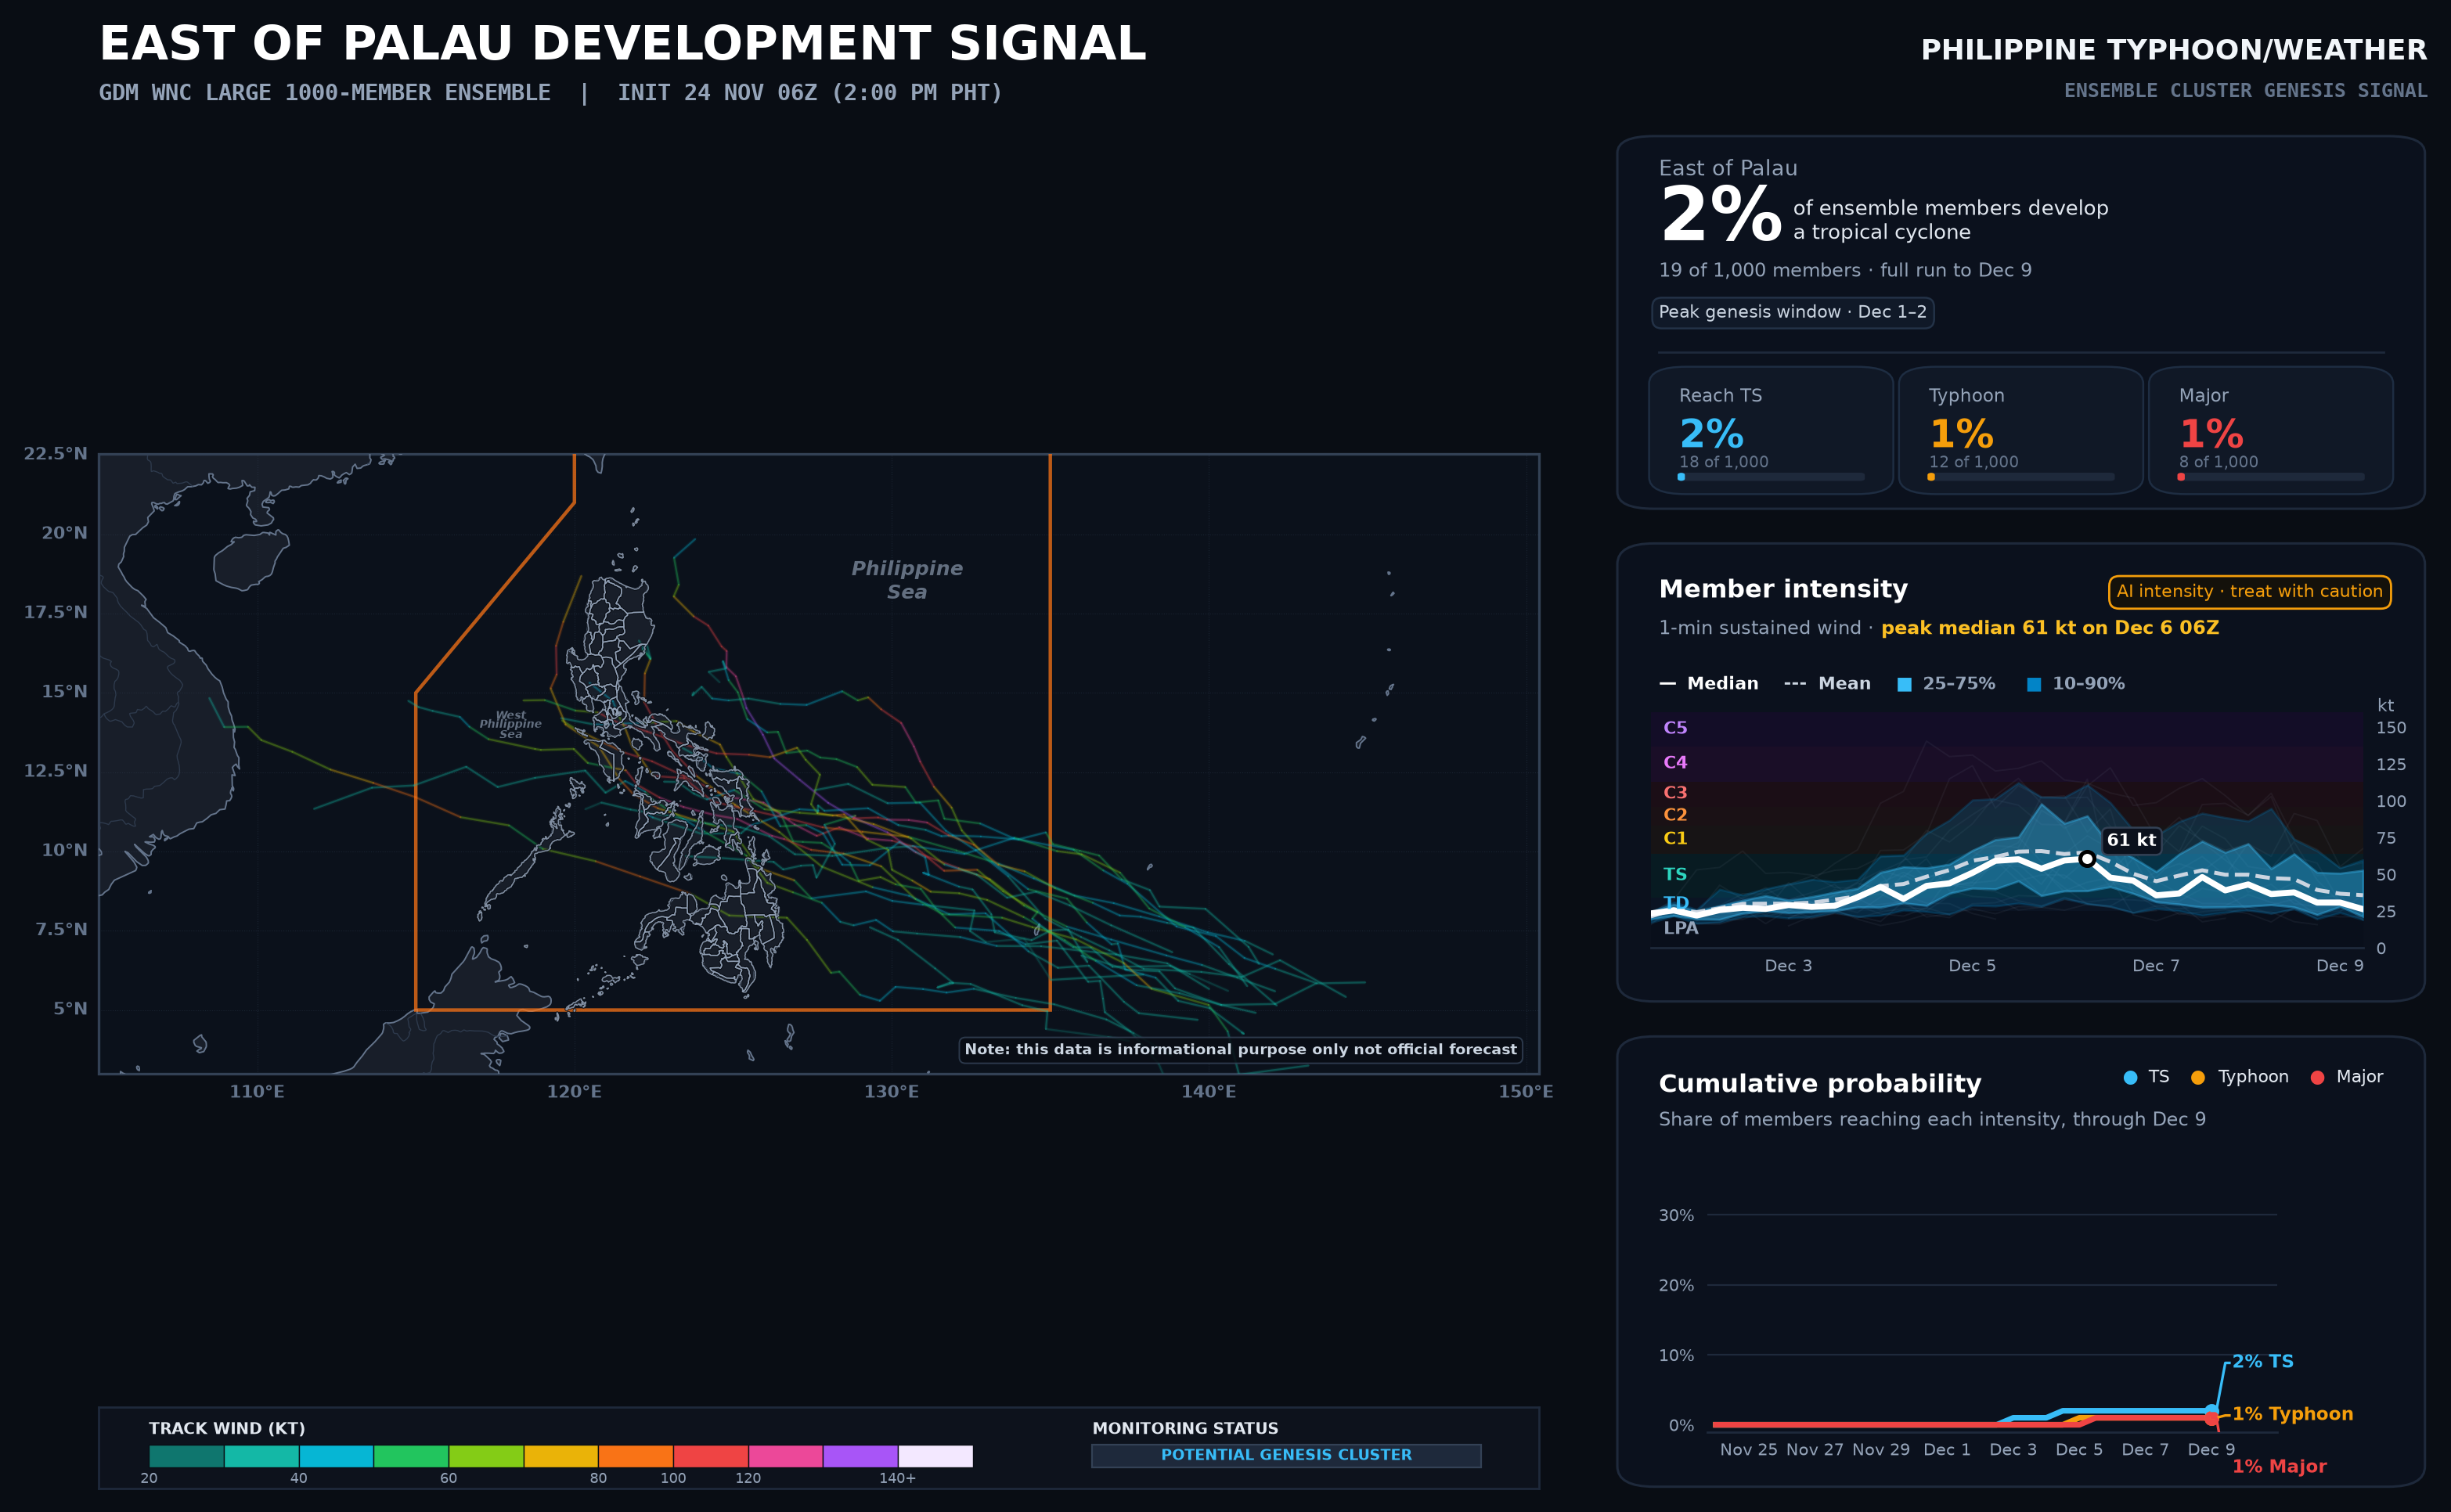 EAST OF PALAU DEVELOPMENT SIGNAL
GDM WNC LARGE 1000-MEMBER ENSEMBLE | INIT 24 NOV 06Z (2:00 PM PHT)
PHILIPPINE TYPHOON/WEATHER
ENSEMBLE CLUSTER GENESIS SIGNAL
22.5°N
20°N
17.5°N
15°N
12.5°N
10°N
7.5°N
5°N
110°E 120°E 130°E 140°E 150°E
Philippine
Sea
West
Philippine
Sea
Note: this data is informational purpose only not official forecast
TRACK WIND (KT)
20 40 60 80 100 120 140+
MONITORING STATUS
POTENTIAL GENESIS CLUSTER
East of Palau
2% of ensemble members develop
a tropical cyclone
19 of 1,000 members · full run to Dec 9
Peak genesis window · Dec 1–2
Reach TS
2%
18 of 1,000
Typhoon
1%
12 of 1,000
Major
1%
8 of 1,000
Member intensity
AI intensity · treat with caution
1-min sustained wind · peak median 61 kt on Dec 6 06Z
Median Mean 25–75% 10–90%
kt
C5
C4
C3
C2
C1
TS
TD
LPA
61 kt
150
125
100
75
50
25
0
Dec 3 Dec 5 Dec 7 Dec 9
Cumulative probability
TS Typhoon Major
Share of members reaching each intensity, through Dec 9
30%
20%
10%
0%
2% TS
1% Typhoon
1% Major
Nov 25 Nov 27 Nov 29 Dec 1 Dec 3 Dec 5 Dec 7 Dec 9